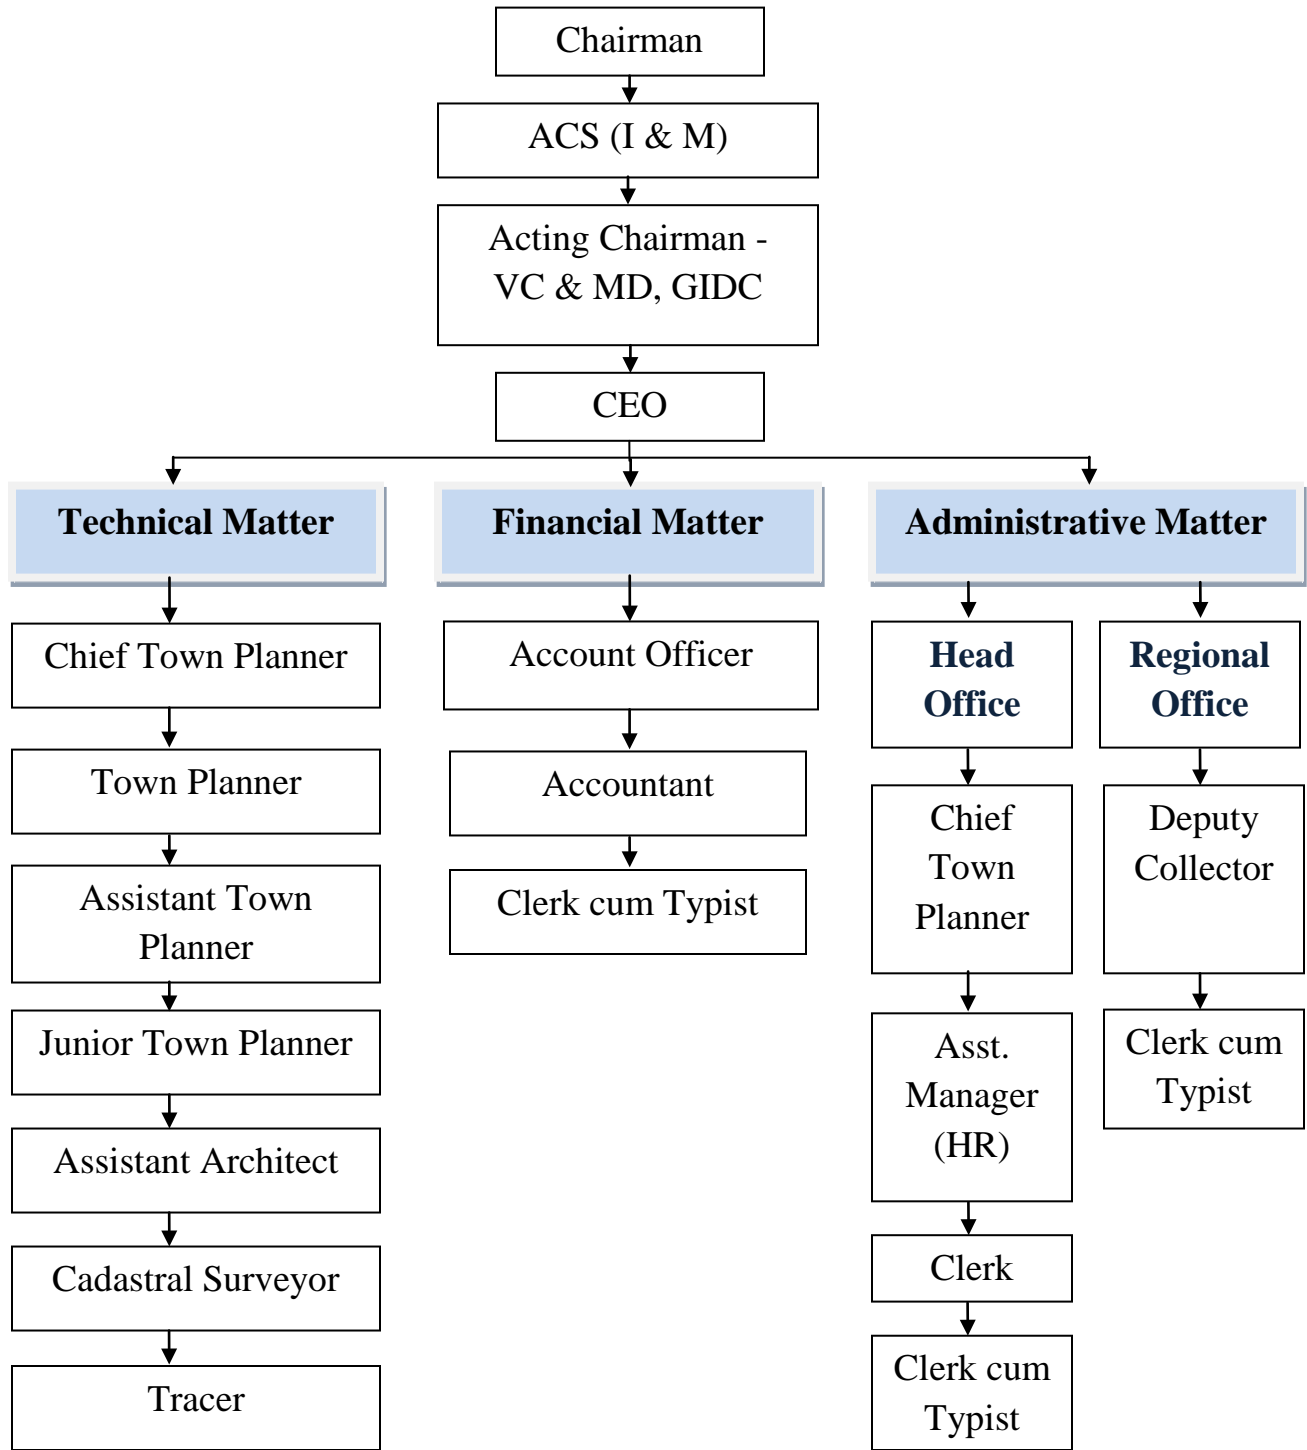 Chairman
ACS (I & M)
Acting Chairman -
VC & MD, GIDC
CEO
Technical Matter
Chief Town Planner
Town Planner
Assistant Town
Planner
Junior Town Planner
Assistant Architect
Cadastral Surveyor
Tracer
Financial Matter
Account Officer
Accountant
Clerk cum Typist
Administrative Matter
Head
Office
Chief
Town
Planner
Asst.
Manager
(HR)
Clerk
Clerk cum
Typist
Regional
Office
Deputy
Collector
Clerk cum
Typist